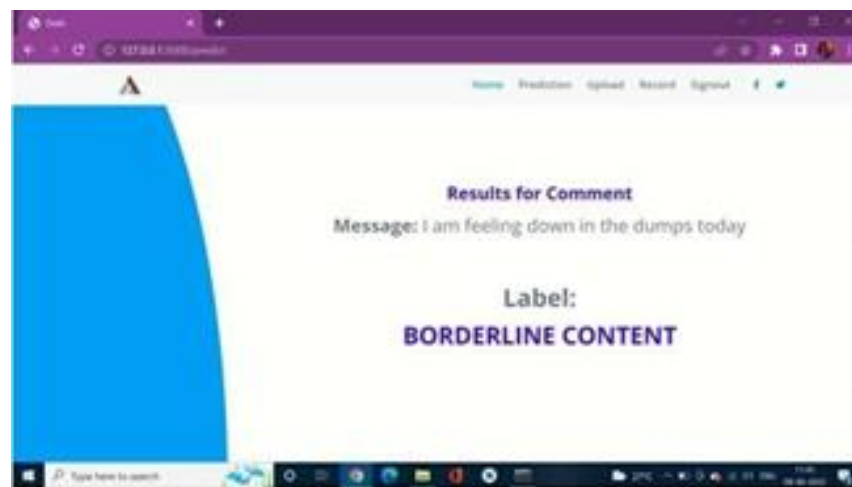 Home Prediction Upload Record Signout
Results for Comment
Message: I am feeling down in the dumps today
Label:
BORDERLINE CONTENT
Type here to search